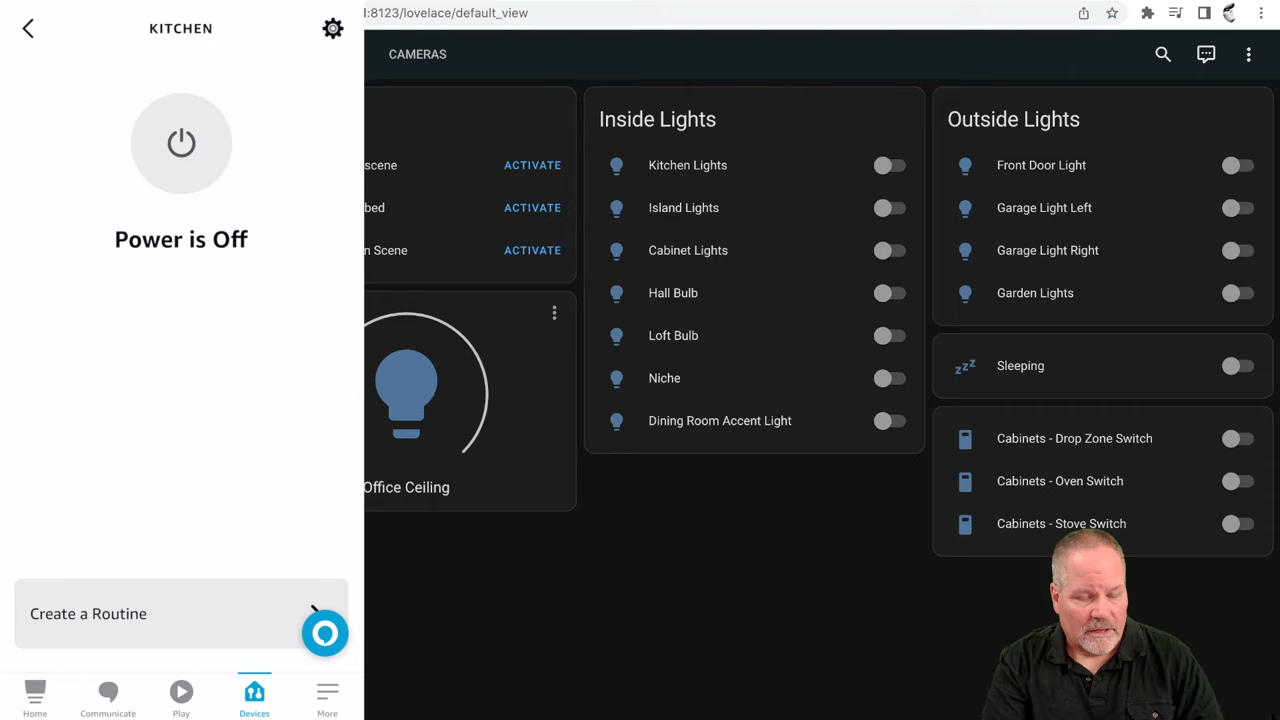 KITCHEN
Power is Off
Create a Routine
Home
Communicate
Play
Devices
More
:8123/lovelace/default_view
CAMERAS
scene ACTIVATE
bed ACTIVATE
n Scene ACTIVATE
Office Ceiling
Inside Lights
Kitchen Lights
Island Lights
Cabinet Lights
Hall Bulb
Loft Bulb
Niche
Dining Room Accent Light
Outside Lights
Front Door Light
Garage Light Left
Garage Light Right
Garden Lights
Sleeping
Cabinets - Drop Zone Switch
Cabinets - Oven Switch
Cabinets - Stove Switch